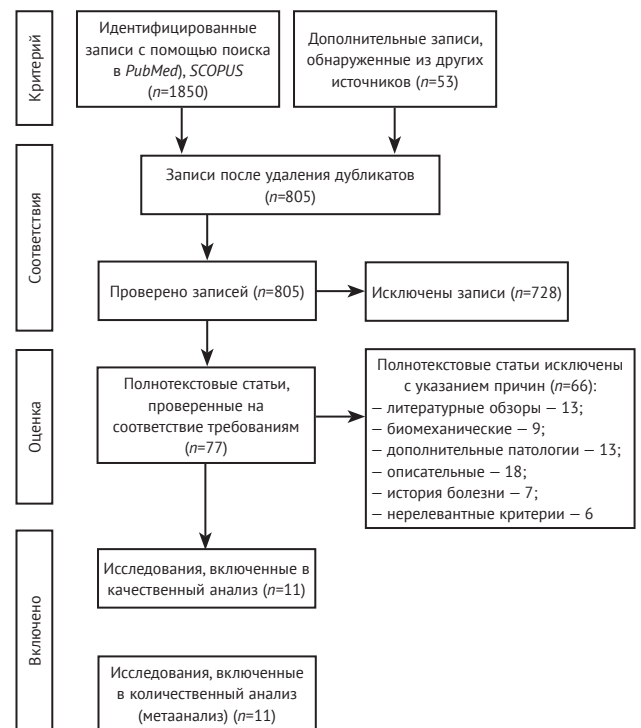 Критерий
Идентифицированные
записи с помощью поиска
в PubMed), SCOPUS
(n=1850)
Дополнительные записи,
обнаруженные из других
источников (n=53)
Соответствия
Записи после удаления дубликатов
(n=805)
Проверено записей (n=805)
Исключены записи (n=728)
Оценка
Полнотекстовые статьи,
проверенные на
соответствие требованиям
(n=77)
Полнотекстовые статьи исключены
с указанием причин (n=66):
— литературные обзоры — 13;
— биомеханические — 9;
— дополнительные патологии — 13;
— описательные — 18;
— история болезни — 7;
— нерелевантные критерии — 6
Включено
Исследования, включенные в
качественный анализ (n=11)
Исследования, включенные
в количественный анализ
(метаанализ) (n=11)